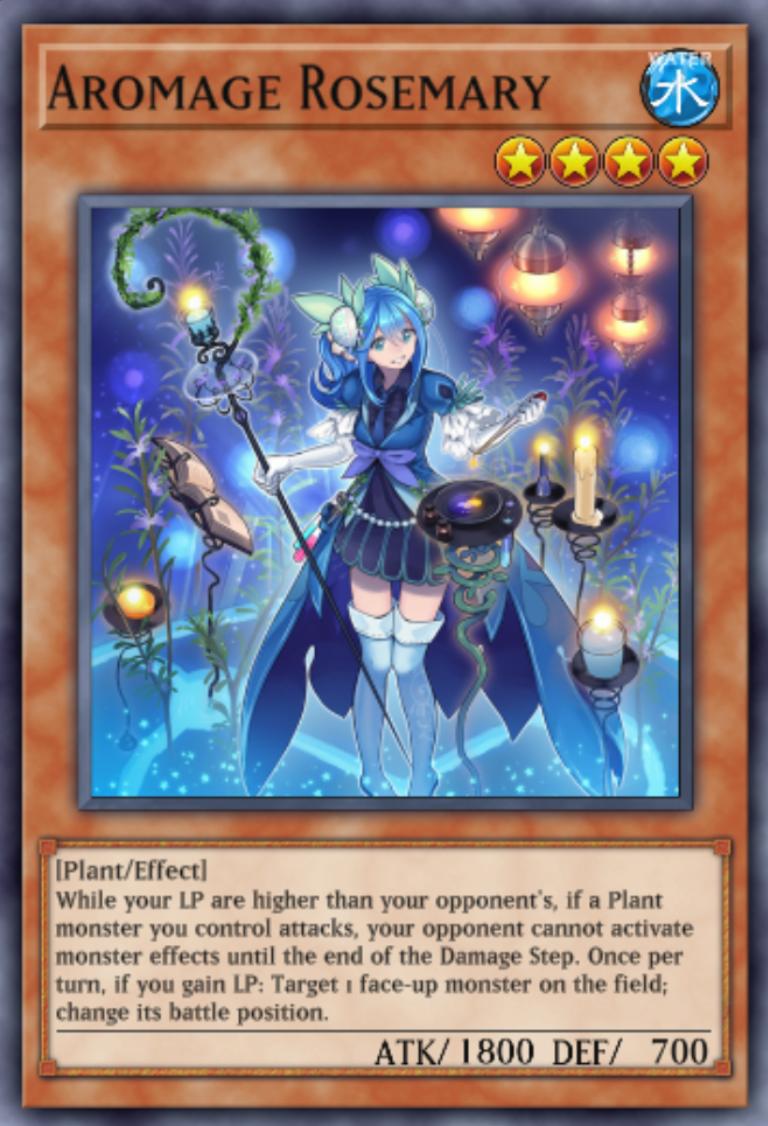 AROMAGE ROSEMARY
WATER
水
[Plant/Effect]
While your LP are higher than your opponent's, if a Plant
monster you control attacks, your opponent cannot activate
monster effects until the end of the Damage Step. Once per
turn, if you gain LP: Target 1 face-up monster on the field;
change its battle position.
ATK/ 1800 DEF/ 700